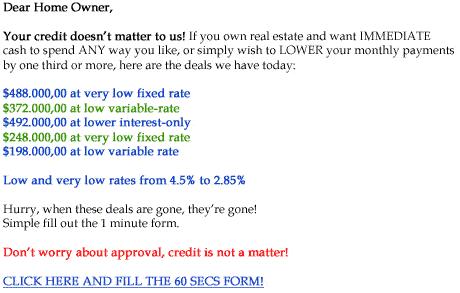 Dear Home Owner,
Your credit doesn't matter to us! If you own real estate and want IMMEDIATE
cash to spend ANY way you like, or simply wish to LOWER your monthly payments
by one third or more, here are the deals we have today:
$488.000,00 at very low fixed rate
$372.000,00 at low variable-rate
$492.000,00 at lower interest-only
$248.000,00 at very low fixed rate
$198.000,00 at low variable rate
Low and very low rates from 4.5% to 2.85%
Hurry, when these deals are gone, they're gone!
Simple fill out the 1 minute form.
Don't worry about approval, credit is not a matter!
CLICK HERE AND FILL THE 60 SECS FORM!